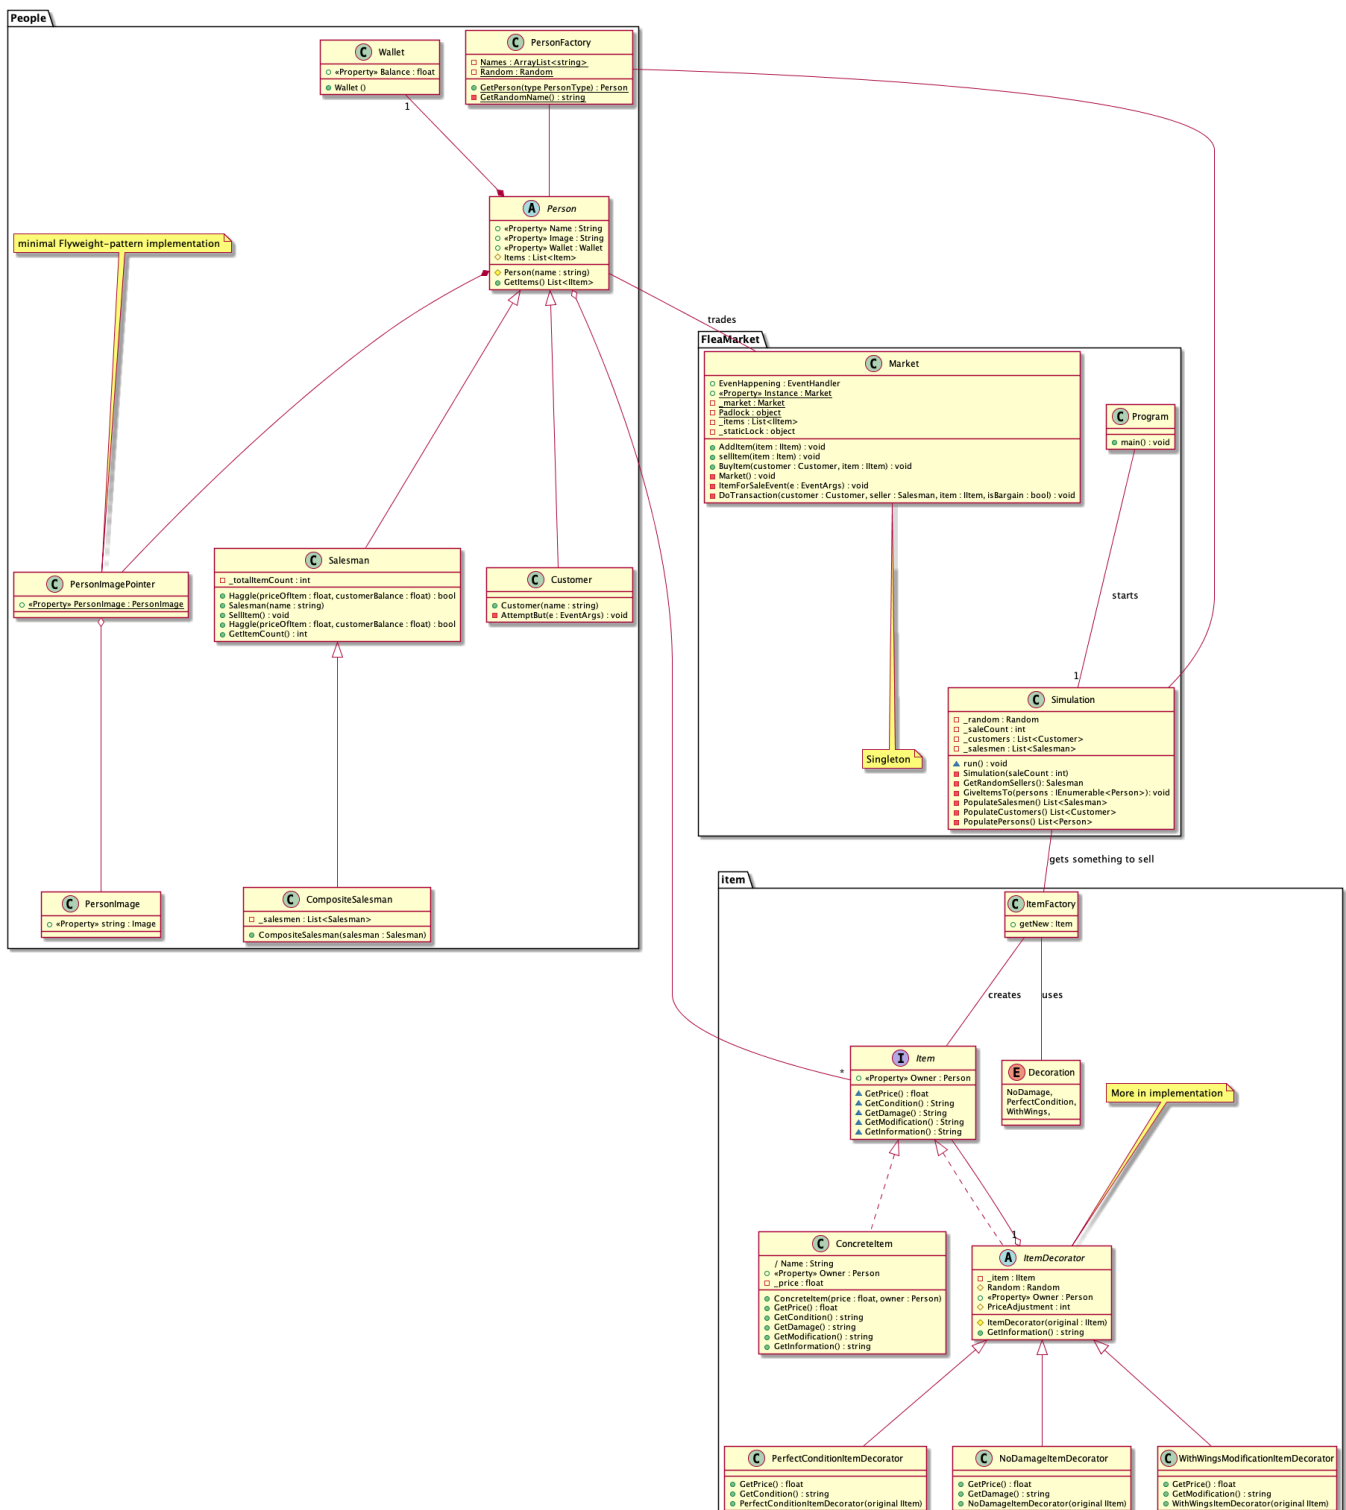 People
C Wallet
«Property» Balance : float
Wallet ()
1
C PersonFactory
Names : ArrayList<string>
Random : Random
GetPerson(type PersonType) : Person
GetRandomName() : string
A Person
«Property» Name : String
«Property» Image : String
«Property» Wallet : Wallet
Items : List<Item>
Person(name : string)
GetItems() List<IItem>
minimal Flyweight-pattern implementation
trades
FleaMarket
C Market
EvenHappening : EventHandler
«Property» Instance : Market
_market : Market
Padlock : object
_items : List<IItem>
_staticLock : object
AddItem(item : IItem) : void
sellItem(item : Item) : void
BuyItem(customer : Customer, item : IItem) : void
Market() : void
ItemForSaleEvent(e : EventArgs) : void
DoTransaction(customer : Customer, seller : Salesman, item : IItem, isBargain : bool) : void
C Program
main() : void
starts
1
C PersonImagePointer
«Property» PersonImage : PersonImage
C Salesman
_totalItemCount : int
Haggle(priceOfItem : float, customerBalance : float) : bool
Salesman(name : string)
SellItem() : void
Haggle(priceOfItem : float, customerBalance : float) : bool
GetItemCount() : int
C Customer
Customer(name : string)
AttemptBut(e : EventArgs) : void
Singleton
C Simulation
_random : Random
_saleCount : int
_customers : List<Customer>
_salesmen : List<Salesman>
run() : void
Simulation(saleCount : int)
GetRandomSellers(): Salesman
GiveItemsTo(persons : IEnumerable<Person>): void
PopulateSalesmen() List<Salesman>
PopulateCustomers() List<Customer>
PopulatePersons() List<Person>
C PersonImage
«Property» string : Image
C CompositeSalesman
_salesmen : List<Salesman>
CompositeSalesman(salesman : Salesman)
gets something to sell
item
C ItemFactory
getNew : Item
creates
uses
*
I Item
«Property» Owner : Person
GetPrice() : float
GetCondition() : String
GetDamage() : String
GetModification() : String
GetInformation() : String
E Decoration
NoDamage,
PerfectCondition,
WithWings,
More in implementation
1
C ConcreteItem
/ Name : String
«Property» Owner : Person
_price : float
ConcreteItem(price : float, owner : Person)
GetPrice() : float
GetCondition() : string
GetDamage() : string
GetModification() : string
GetInformation() : string
A ItemDecorator
_item : IItem
Random : Random
«Property» Owner : Person
PriceAdjustment : int
ItemDecorator(original : IItem)
GetInformation() : string
C PerfectConditionItemDecorator
GetPrice() : float
GetCondition() : string
PerfectConditionItemDecorator(original IItem)
C NoDamageItemDecorator
GetPrice() : float
GetDamage() : string
NoDamageItemDecorator(original IItem)
C WithWingsModificationItemDecorator
GetPrice() : float
GetModification() : string
WithWingsItemDecorator(original IItem)